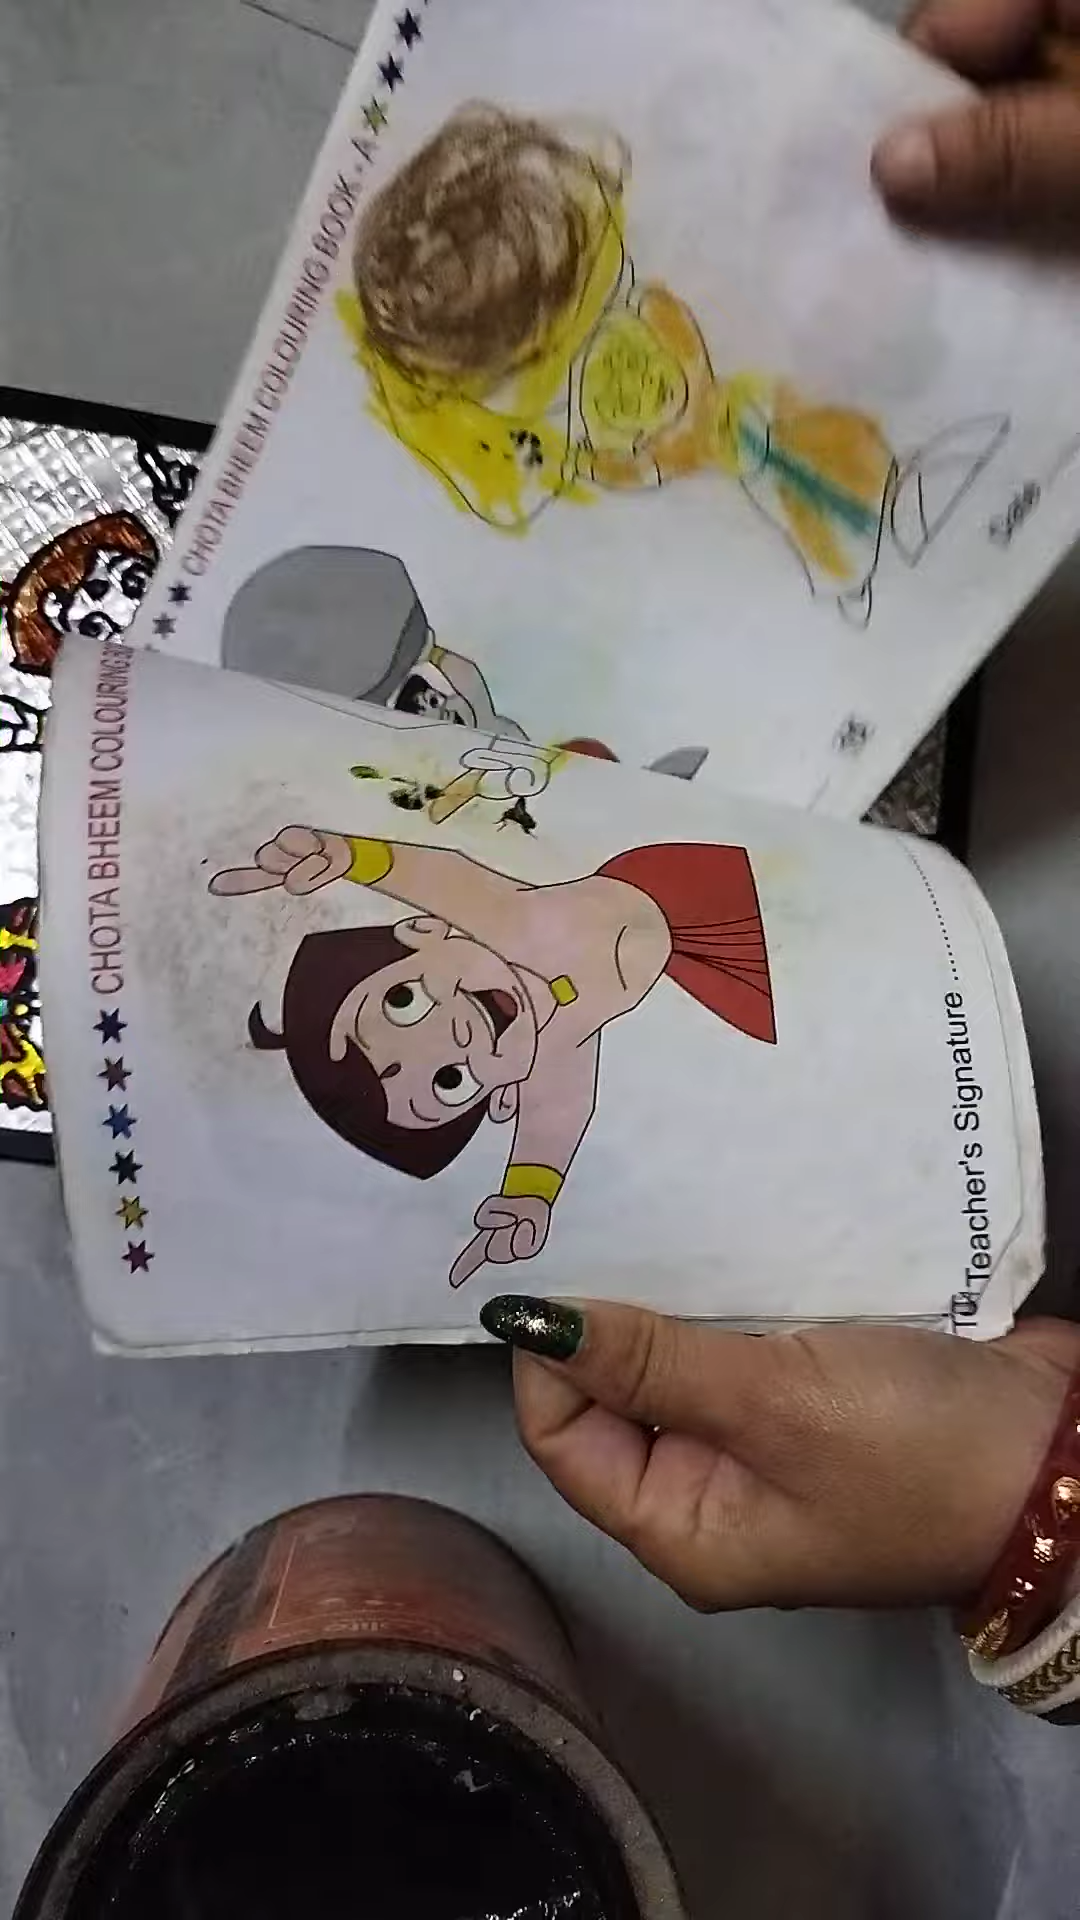 CHOTA BHEEM COLOURING BOOK - A
CHOTA BHEEM COLOURING
Teacher's Signature ....................